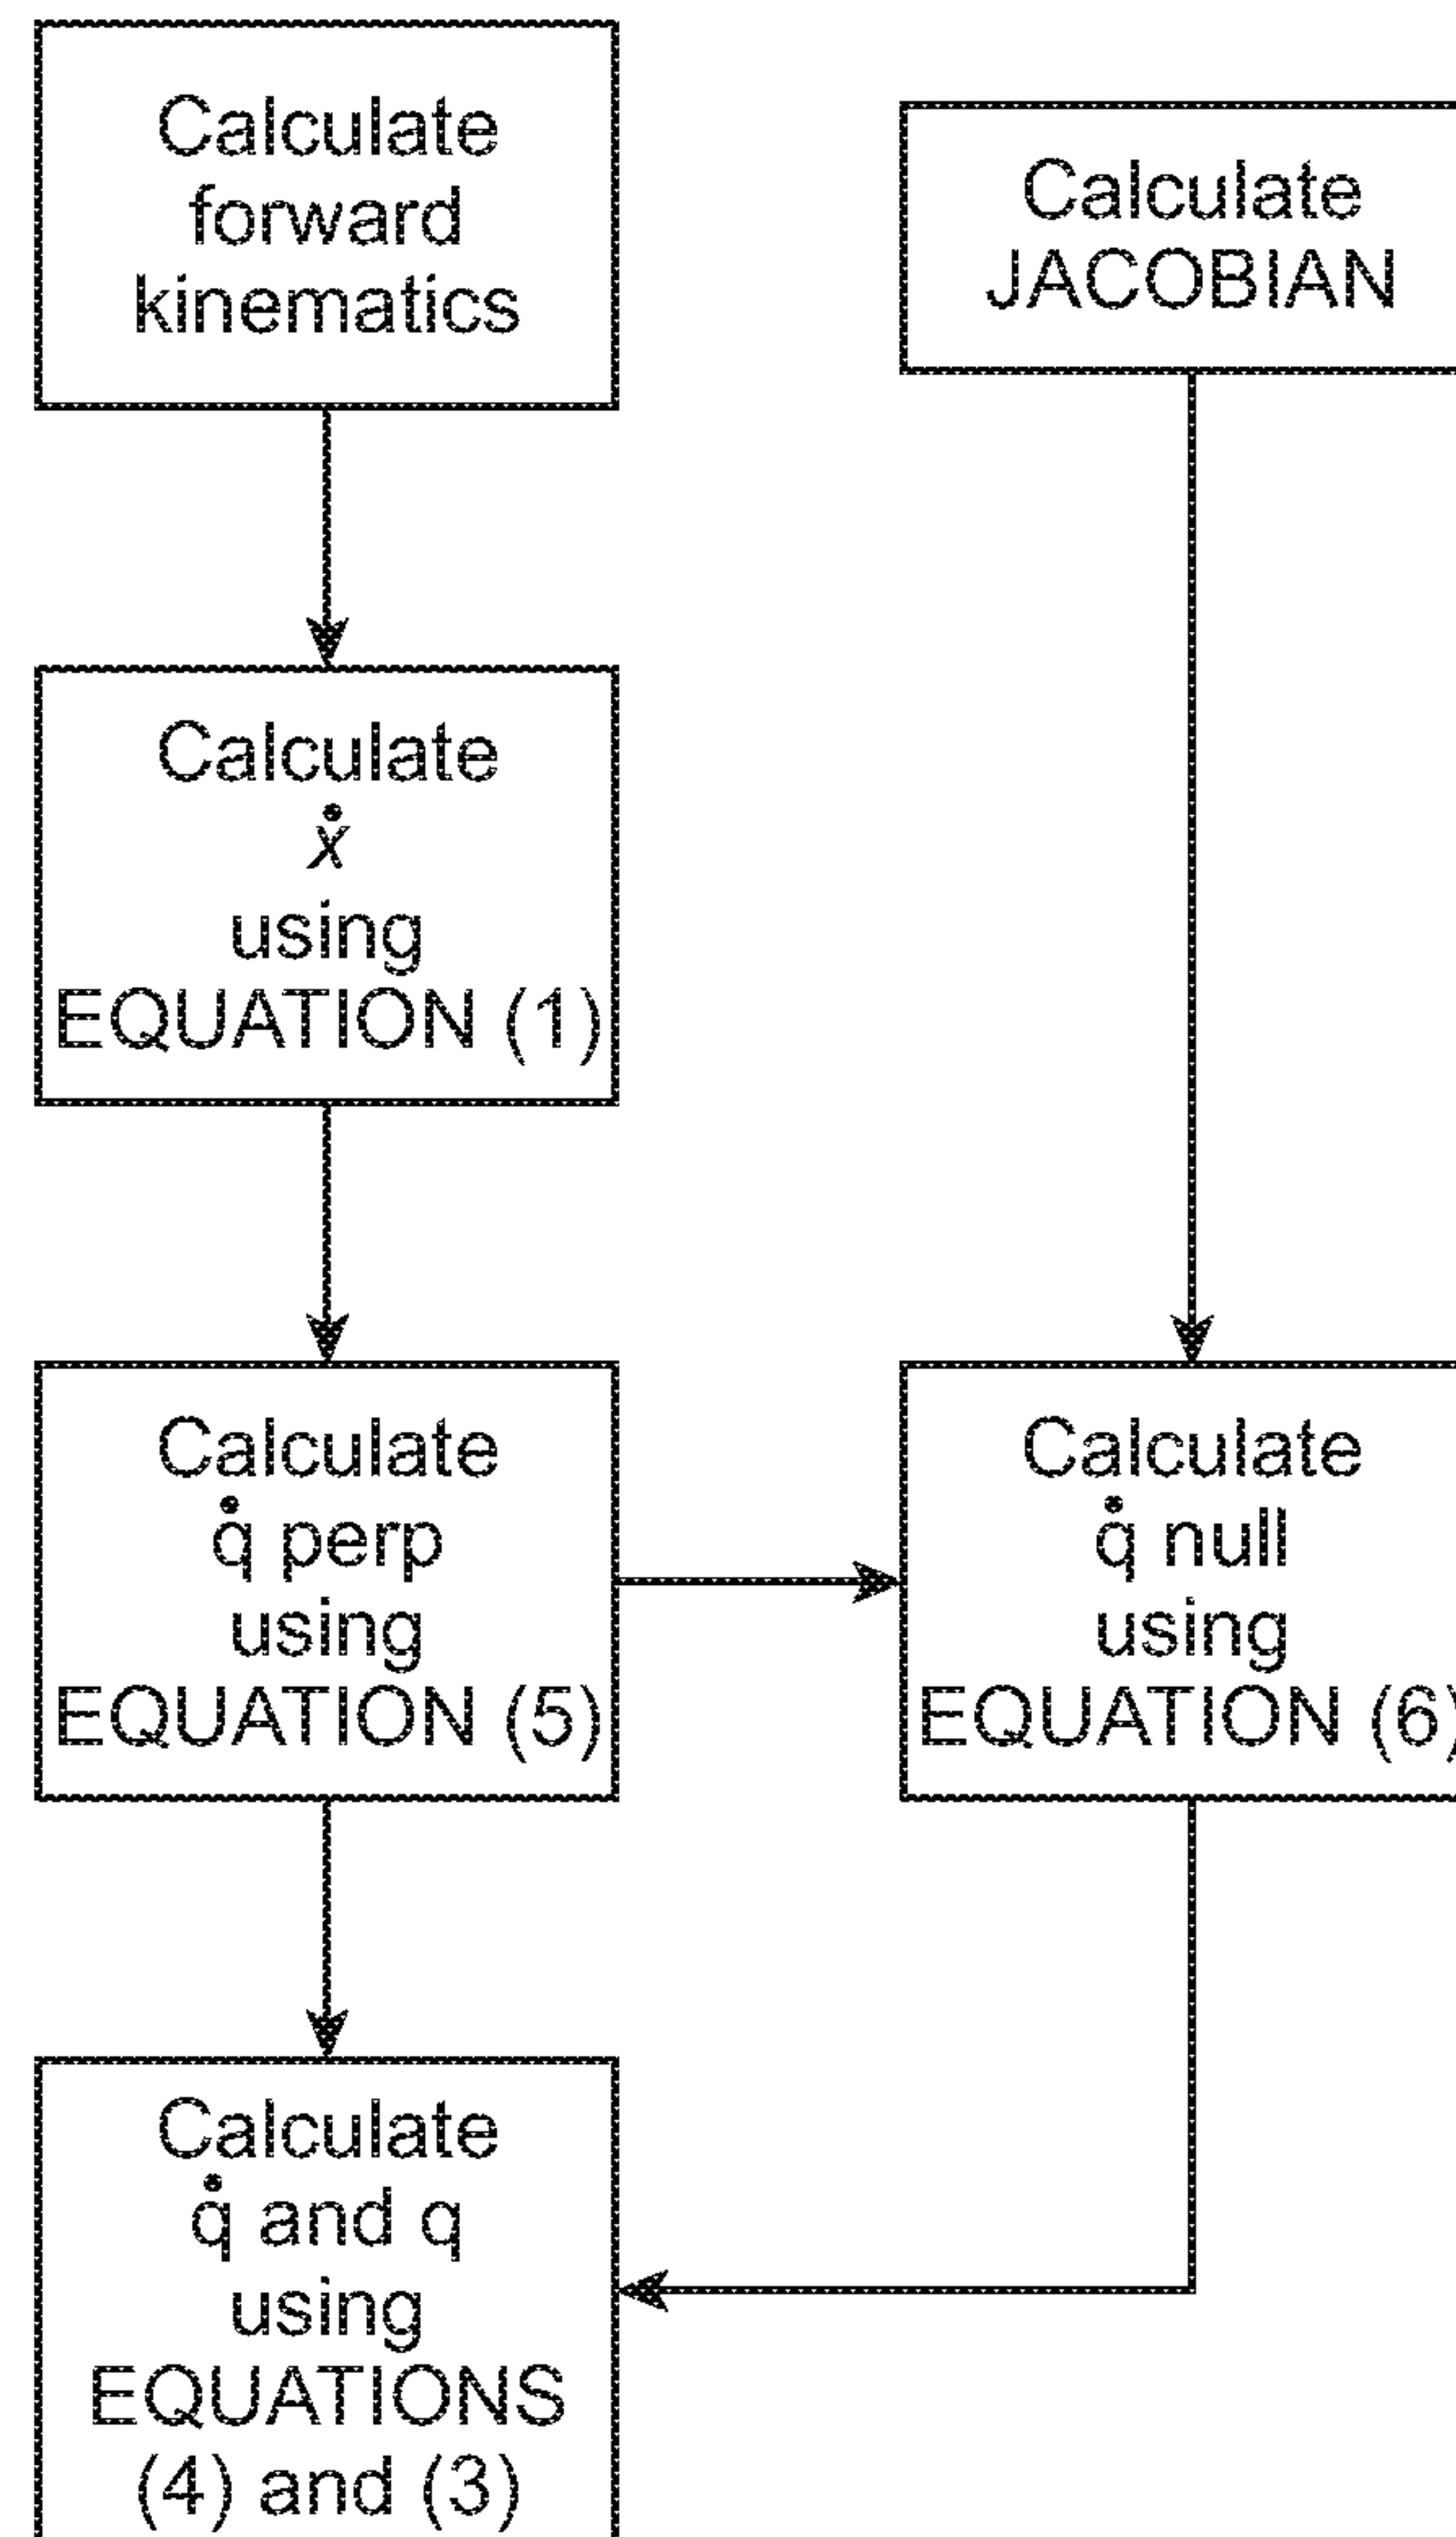 Calculate
forward
kinematics
Calculate
JACOBIAN
Calculate
ẋ
using
EQUATION (1)
Calculate
q̇ perp
using
EQUATION (5)
Calculate
q̇ null
using
EQUATION (6)
Calculate
q̇ and q
using
EQUATIONS
(4) and (3)